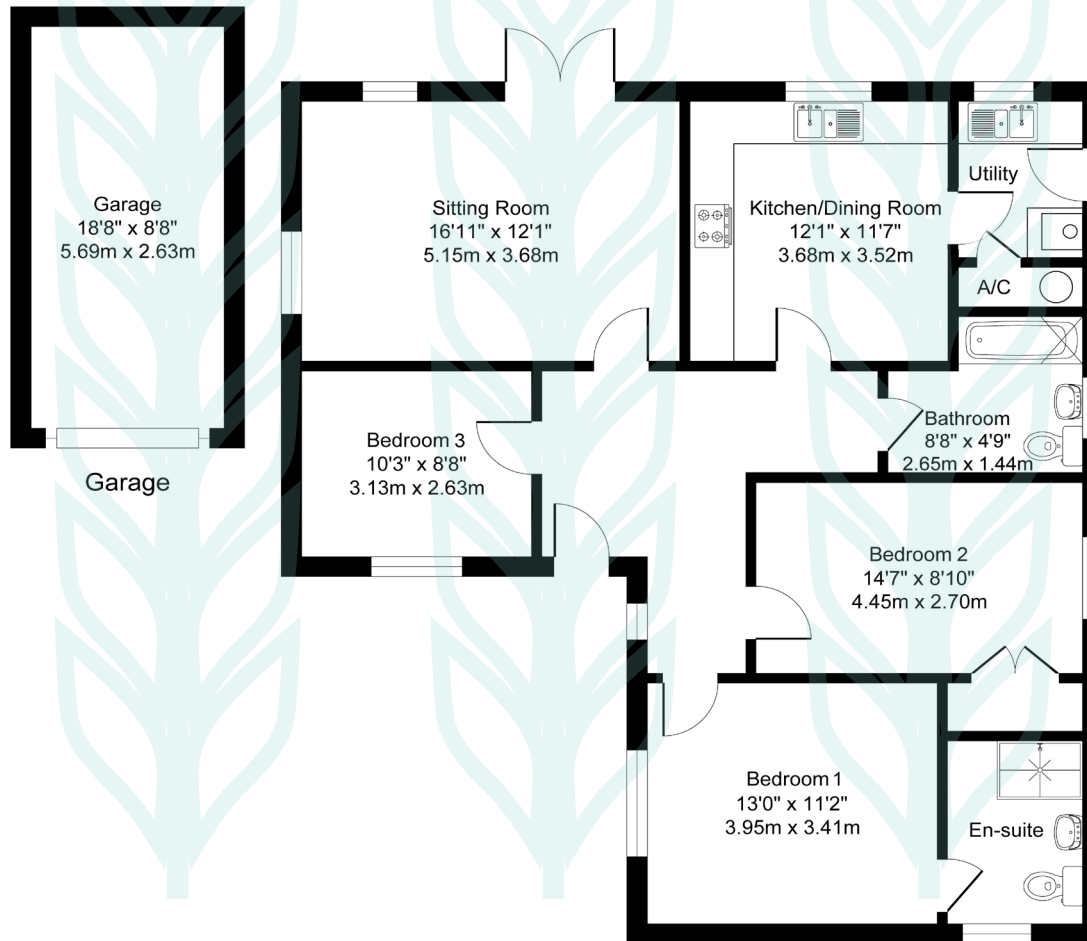 Garage
18'8" x 8'8"
5.69m x 2.63m
Garage
Sitting Room
16'11" x 12'1"
5.15m x 3.68m
Kitchen/Dining Room
12'1" x 11'7"
3.68m x 3.52m
Utility
A/C
Bathroom
8'8" x 4'9"
2.65m x 1.44m
Bedroom 3
10'3" x 8'8"
3.13m x 2.63m
Bedroom 2
14'7" x 8'10"
4.45m x 2.70m
Bedroom 1
13'0" x 11'2"
3.95m x 3.41m
En-suite